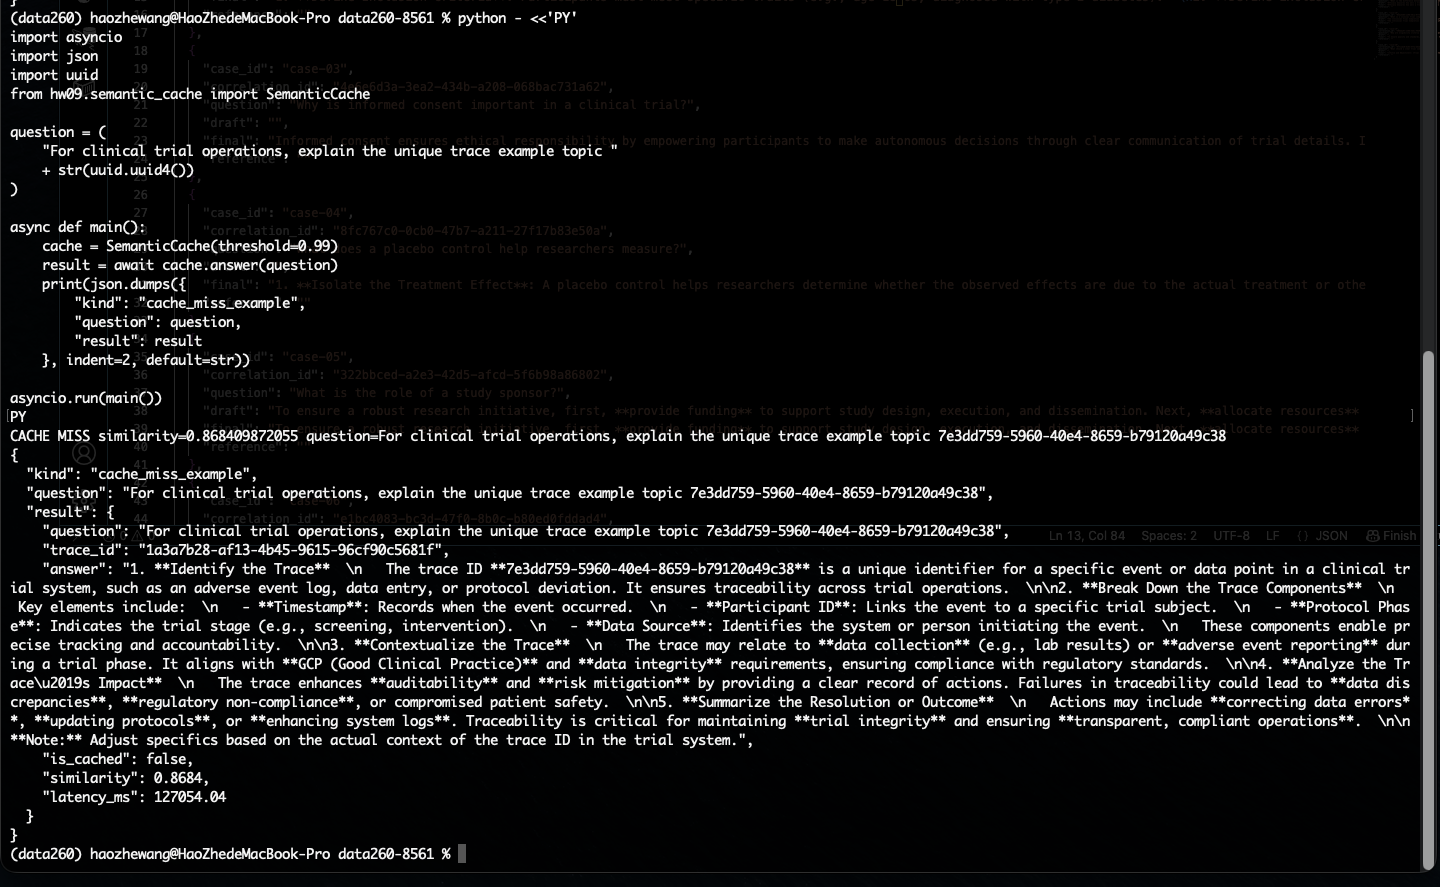 (data260) haozhewang@HaoZhedeMacBook-Pro data260-8561 % python - <<'PY'
import asyncio
import json
import uuid
from hw09.semantic_cache import SemanticCache

question = (
    "For clinical trial operations, explain the unique trace example topic "
    + str(uuid.uuid4())
)

async def main():
    cache = SemanticCache(threshold=0.99)
    result = await cache.answer(question)
    print(json.dumps({
        "kind": "cache_miss_example",
        "question": question,
        "result": result
    }, indent=2, default=str))

asyncio.run(main())
PY
CACHE MISS similarity=0.868409872055 question=For clinical trial operations, explain the unique trace example topic 7e3dd759-5960-40e4-8659-b79120a49c38
{
  "kind": "cache_miss_example",
  "question": "For clinical trial operations, explain the unique trace example topic 7e3dd759-5960-40e4-8659-b79120a49c38",
  "result": {
    "question": "For clinical trial operations, explain the unique trace example topic 7e3dd759-5960-40e4-8659-b79120a49c38",
    "trace_id": "1a3a7b28-af13-4b45-9615-96cf90c5681f",
    "answer": "1. **Identify the Trace**  \n   The trace ID **7e3dd759-5960-40e4-8659-b79120a49c38** is a unique identifier for a specific event or data point in a clinical tr
ial system, such as an adverse event log, data entry, or protocol deviation. It ensures traceability across trial operations.  \n\n2. **Break Down the Trace Components**  \n 
 Key elements include:  \n   - **Timestamp**: Records when the event occurred.  \n   - **Participant ID**: Links the event to a specific trial subject.  \n   - **Protocol Phas
e**: Indicates the trial stage (e.g., screening, intervention).  \n   - **Data Source**: Identifies the system or person initiating the event.  \n   These components enable pr
ecise tracking and accountability.  \n\n3. **Contextualize the Trace**  \n   The trace may relate to **data collection** (e.g., lab results) or **adverse event reporting** dur
ing a trial phase. It aligns with **GCP (Good Clinical Practice)** and **data integrity** requirements, ensuring compliance with regulatory standards.  \n\n4. **Analyze the Tr
ace\u2019s Impact**  \n   The trace enhances **auditability** and **risk mitigation** by providing a clear record of actions. Failures in traceability could lead to **data dis
crepancies**, **regulatory non-compliance**, or compromised patient safety.  \n\n5. **Summarize the Resolution or Outcome**  \n   Actions may include **correcting data errors*
*, **updating protocols**, or **enhancing system logs**. Traceability is critical for maintaining **trial integrity** and ensuring **transparent, compliant operations**.  \n\n
**Note:** Adjust specifics based on the actual context of the trace ID in the trial system.",
    "is_cached": false,
    "similarity": 0.8684,
    "latency_ms": 127054.04
  }
}
(data260) haozhewang@HaoZhedeMacBook-Pro data260-8561 %
Ln 13, Col 84 Spaces: 2 UTF-8 LF {} JSON Finish